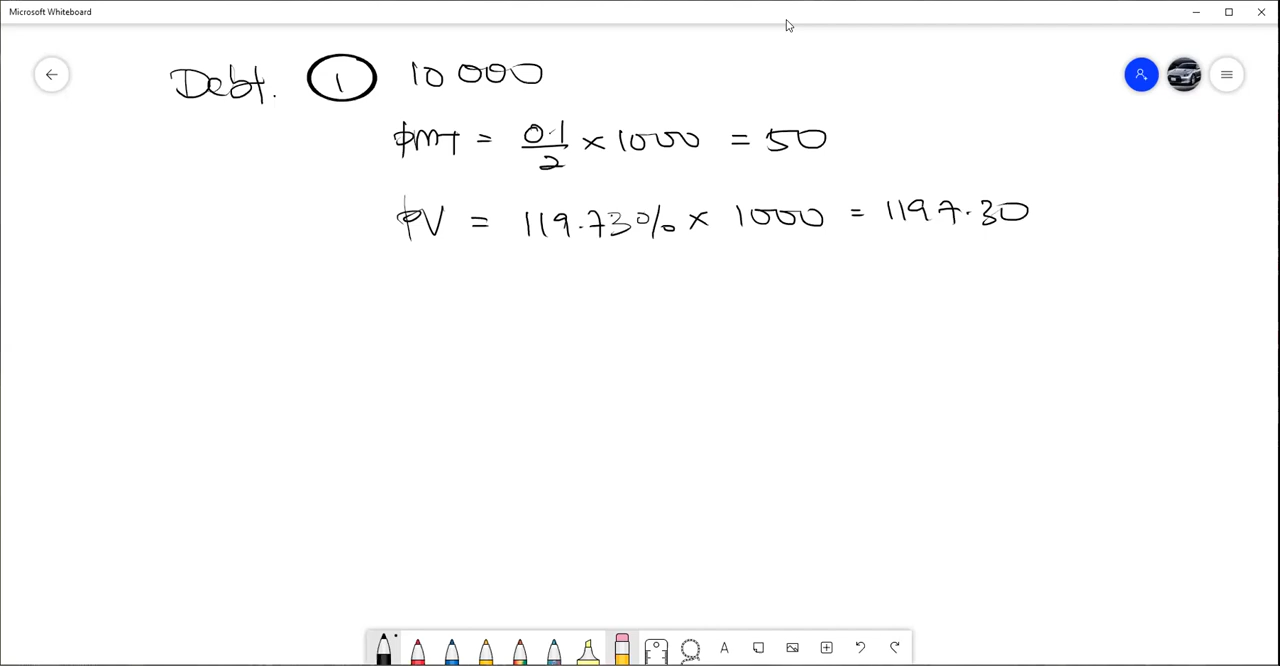 Microsoft Whiteboard
Debt. 1 10 000
PMT = 0.1/2 x 1000 = 50
PV = 119.73% x 1000 = 1197.30
A